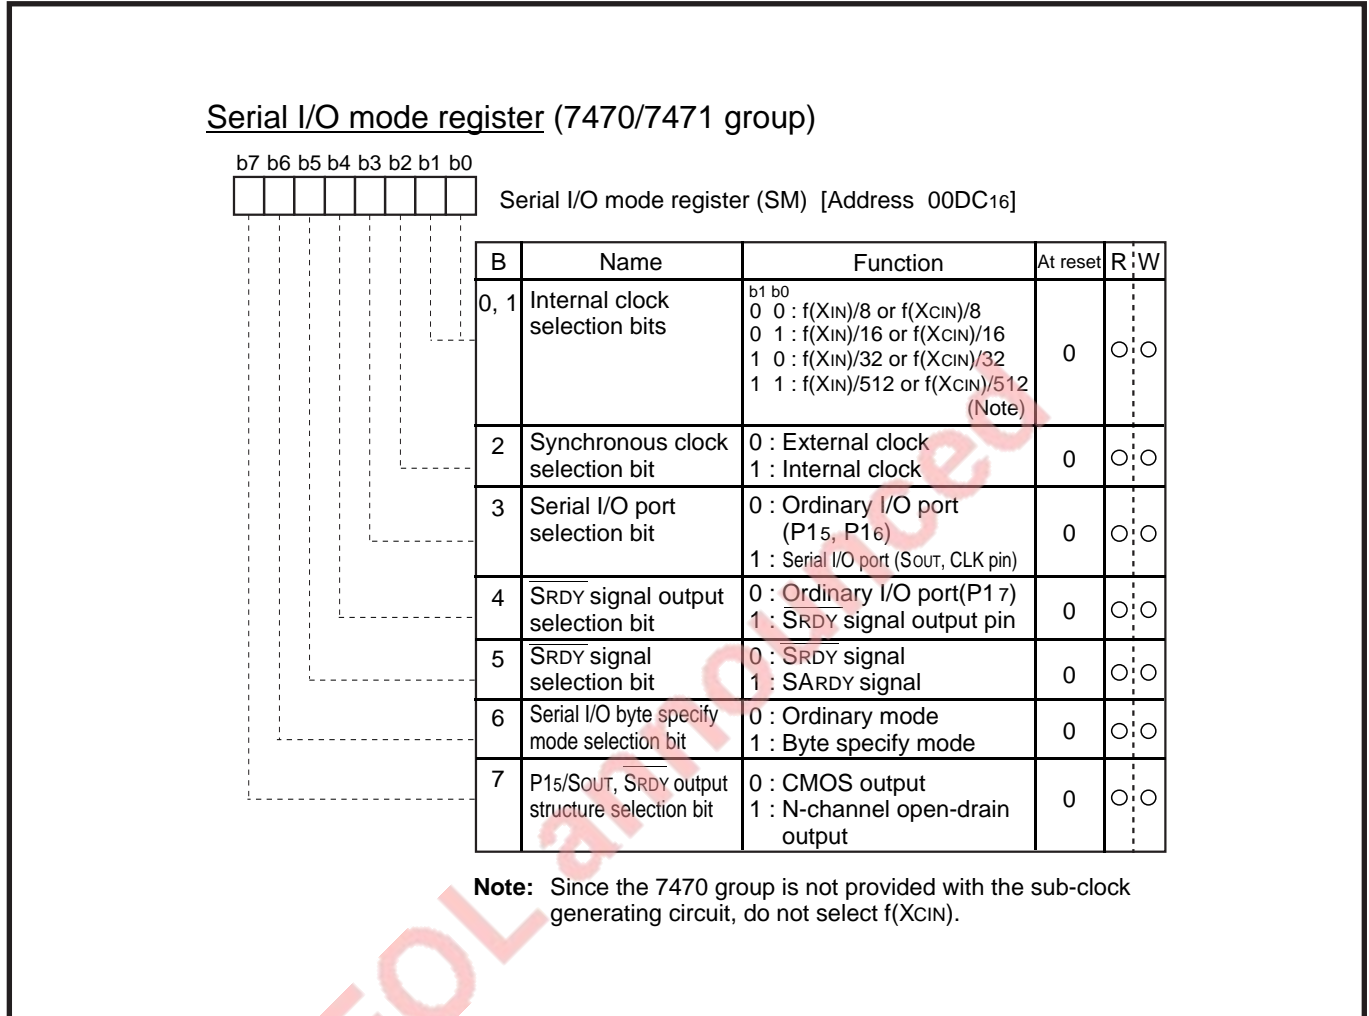 Serial I/O mode register (7470/7471 group)
b7 b6 b5 b4 b3 b2 b1 b0
Serial I/O mode register (SM) [Address 00DC16]
B Name Function At reset R W
0, 1 Internal clock selection bits
b1 b0
0 0 : f(XIN)/8 or f(XCIN)/8
0 1 : f(XIN)/16 or f(XCIN)/16
1 0 : f(XIN)/32 or f(XCIN)/32
1 1 : f(XIN)/512 or f(XCIN)/512
(Note)
0 ○ ○
2 Synchronous clock
selection bit
0 : External clock
1 : Internal clock
0 ○ ○
3 Serial I/O port
selection bit
0 : Ordinary I/O port
(P15, P16)
1 : Serial I/O port (SOUT, CLK pin)
0 ○ ○
4 SRDY signal output
selection bit
0 : Ordinary I/O port(P17)
1 : SRDY signal output pin
0 ○ ○
5 SRDY signal
selection bit
0 : SRDY signal
1 : SARDY signal
0 ○ ○
6 Serial I/O byte specify
mode selection bit
0 : Ordinary mode
1 : Byte specify mode
0 ○ ○
7 P15/SOUT, SRDY output
structure selection bit
0 : CMOS output
1 : N-channel open-drain
output
0 ○ ○
Note: Since the 7470 group is not provided with the sub-clock
generating circuit, do not select f(XCIN).
EOL announced